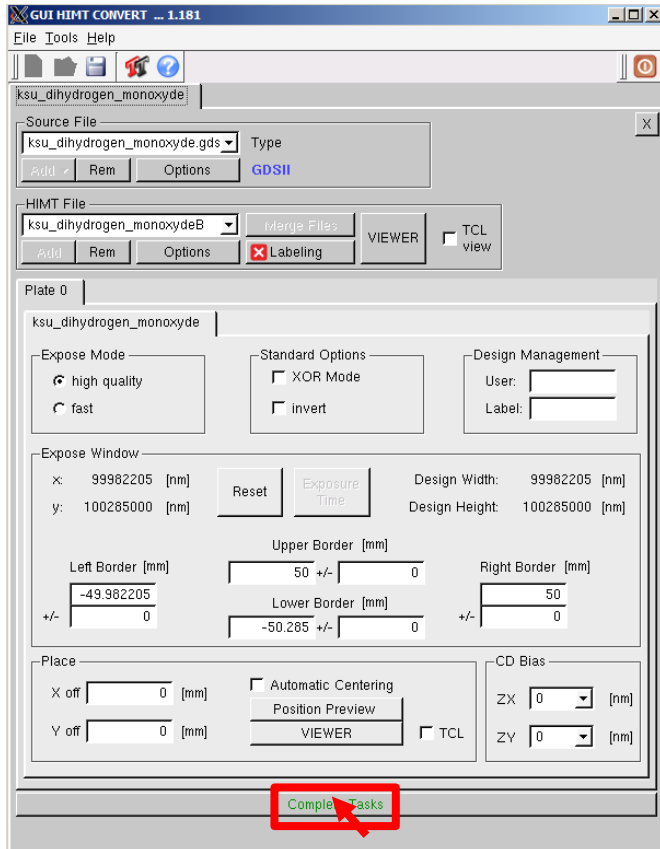 GUI HIMT CONVERT ... 1.181
File Tools Help
ksu_dihydrogen_monoxyde
Source File
X
ksu_dihydrogen_monoxyde.gds Type
Add Rem Options GDSII
HIMT File
ksu_dihydrogen_monoxydeB Merge Files VIEWER TCL view
Add Rem Options Labeling
Plate 0
ksu_dihydrogen_monoxyde
Expose Mode Standard Options Design Management
high quality XOR Mode User:
fast invert Label:
Expose Window
x: 99982205 [nm] Reset Exposure Time Design Width: 99982205 [nm]
y: 100285000 [nm] Design Height: 100285000 [nm]
Upper Border [mm]
Left Border [mm] 50 +/- 0 Right Border [mm]
-49.982205 Lower Border [mm] 50
+/- 0 -50.285 +/- 0 +/- 0
Place CD Bias
X off 0 [mm] Automatic Centering ZX 0 [nm]
Position Preview
Y off 0 [mm] VIEWER TCL ZY 0 [nm]
Tasks